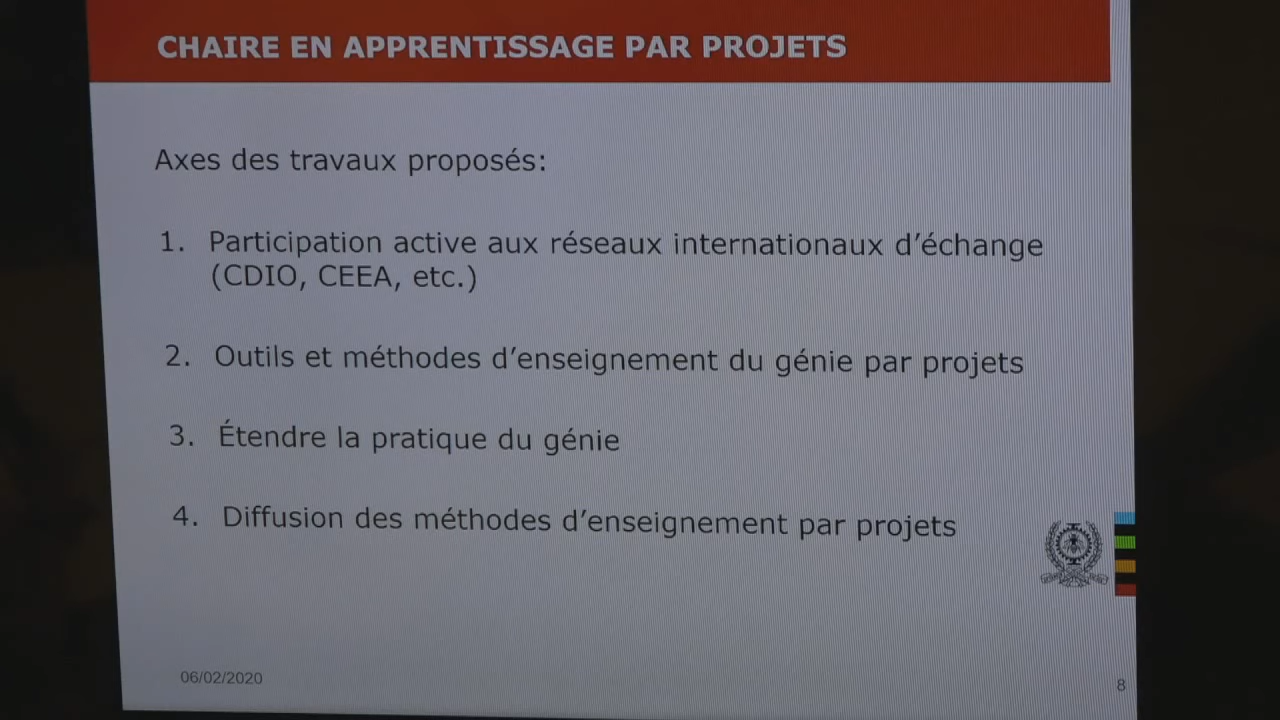 CHAIRE EN APPRENTISSAGE PAR PROJETS
Axes des travaux proposés:
1. Participation active aux réseaux internationaux d’échange
(CDIO, CEEA, etc.)
2. Outils et méthodes d’enseignement du génie par projets
3. Étendre la pratique du génie
4. Diffusion des méthodes d’enseignement par projets
06/02/2020
8